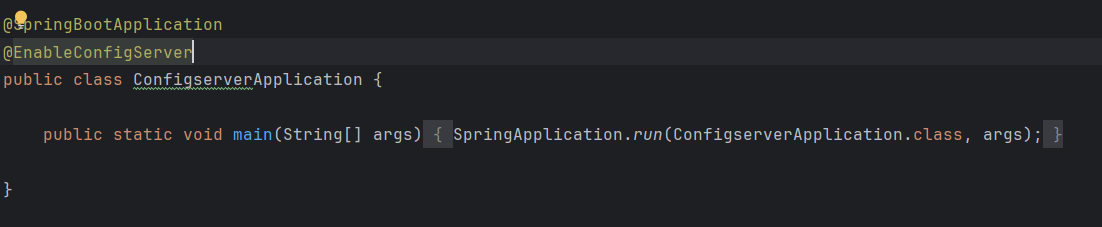 @SpringBootApplication
@EnableConfigServer
public class ConfigserverApplication {
public static void main(String[] args) { SpringApplication.run(ConfigserverApplication.class, args); }
}